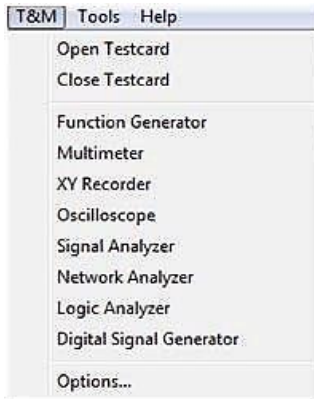 T&M Tools Help
Open Testcard
Close Testcard
Function Generator
Multimeter
XY Recorder
Oscilloscope
Signal Analyzer
Network Analyzer
Logic Analyzer
Digital Signal Generator
Options...